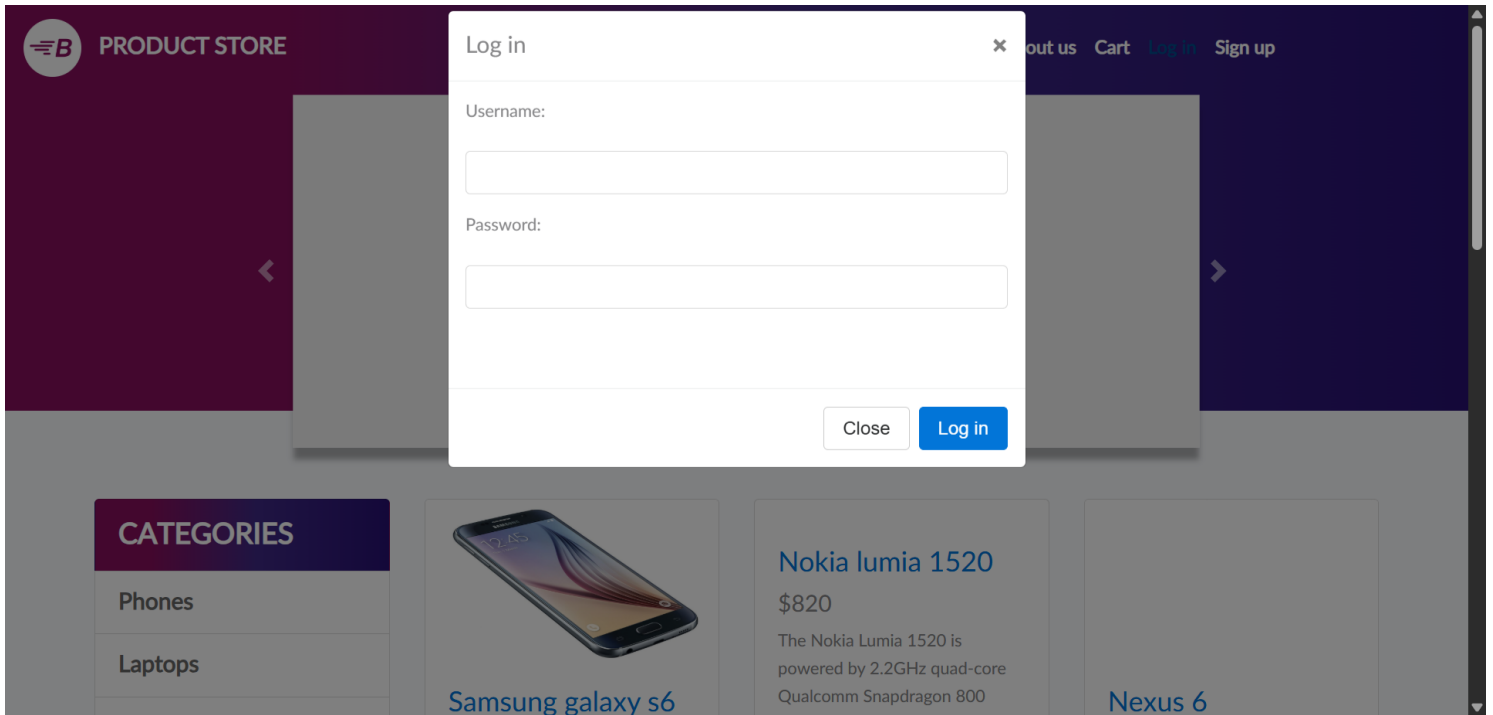 B PRODUCT STORE
out us Cart Log in Sign up
Log in ×
Username:
Password:
Close Log in
CATEGORIES
Phones
Laptops
12:45
Samsung galaxy s6
Nokia lumia 1520
$820
The Nokia Lumia 1520 is
powered by 2.2GHz quad-core
Qualcomm Snapdragon 800
Nexus 6